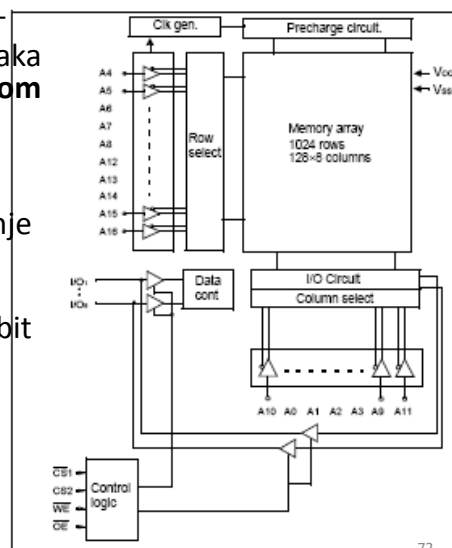 aka
om
nje
bit
Clk gen.
Precharge circuit.
A4
A5
A6
A7
A8
A12
A13
A14
A15
A16
Row
select
Memory array
1024 rows
128×8 columns
Vcc
Vss
I/O1
I/O8
Data
cont
I/O Circuit
Column select
A10 A0 A1 A2 A3 A9 A11
CS1
CS2
WE
OE
Control
logic
72